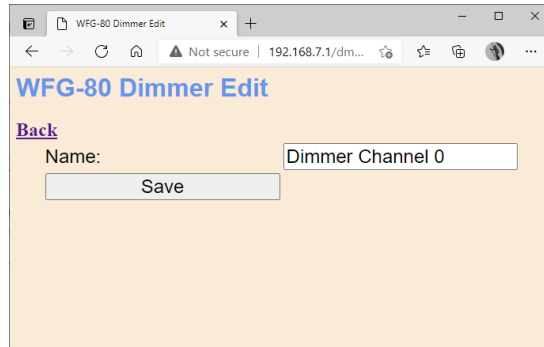 WFG-80 Dimmer Edit
Not secure | 192.168.7.1/dm...
WFG-80 Dimmer Edit
Back
Name: Dimmer Channel 0
Save